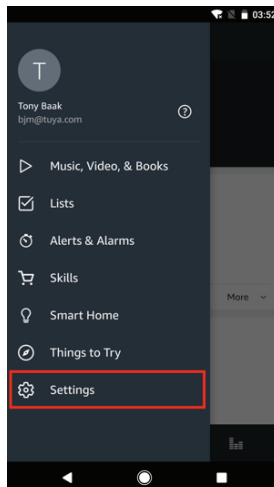 03:52
T
Tony Baak
bjm@tuya.com
?
Music, Video, & Books
Lists
Alerts & Alarms
Skills
More
Smart Home
Things to Try
Settings